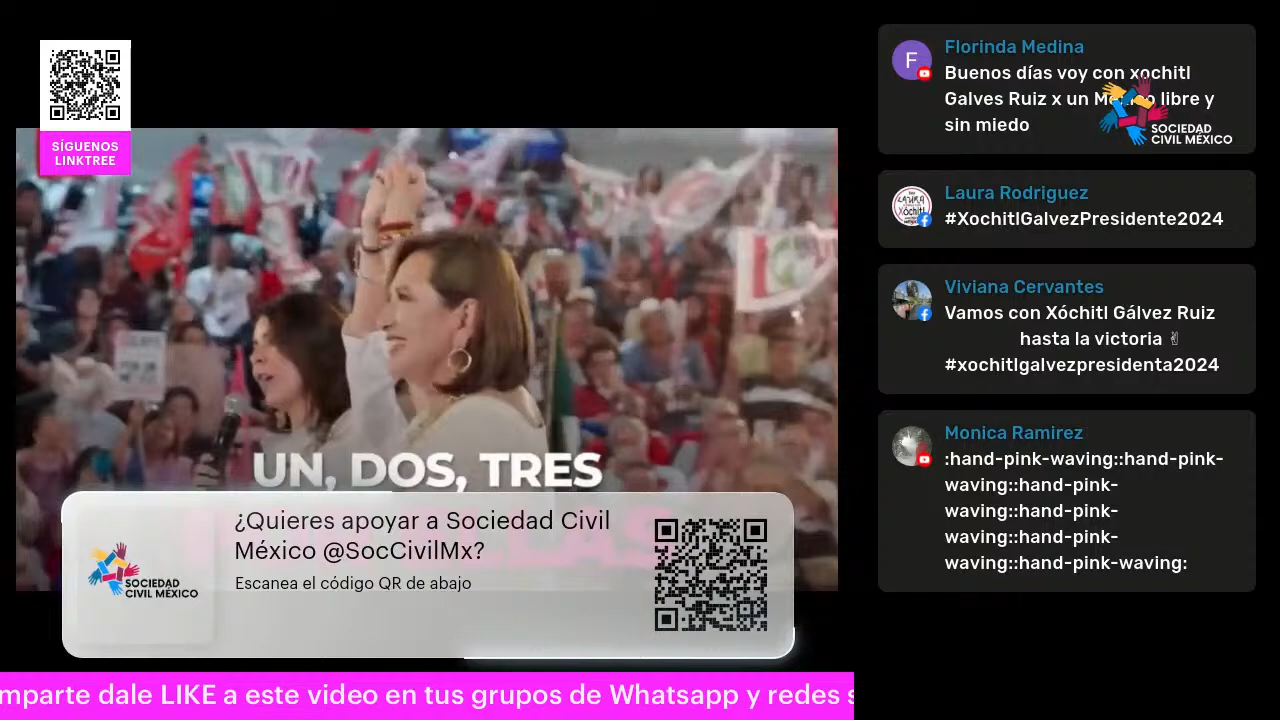 SÍGUENOS
LINKTREE
UN, DOS, TRES
¿Quieres apoyar a Sociedad Civil
México @SocCivilMx?
Escanea el código QR de abajo
SOCIEDAD
CIVIL MÉXICO
mparte dale LIKE a este video en tus grupos de Whatsapp y redes s
Florinda Medina
Buenos días voy con xochitl
Galves Ruiz x un México libre y
sin miedo
SOCIEDAD
CIVIL MÉXICO
Laura Rodriguez
#XochitlGalvezPresidente2024
Viviana Cervantes
Vamos con Xóchitl Gálvez Ruiz
hasta la victoria ✌
#xochitlgalvezpresidenta2024
Monica Ramirez
:hand-pink-waving::hand-pink-
waving::hand-pink-
waving::hand-pink-
waving::hand-pink-
waving::hand-pink-waving: